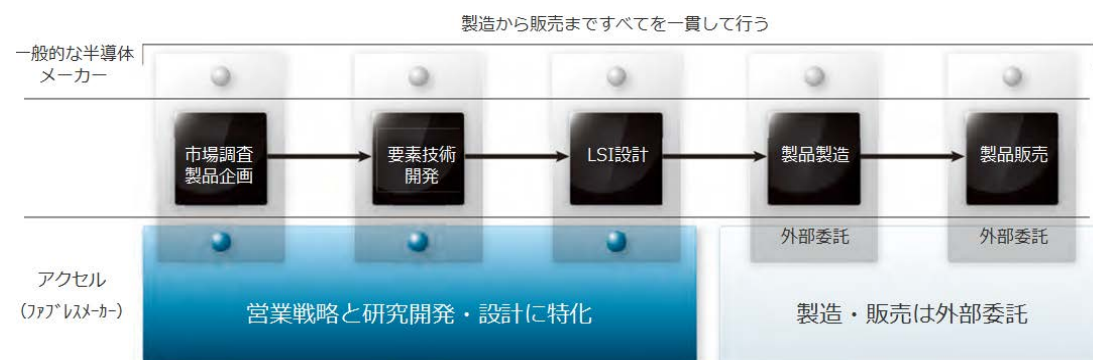 製造から販売まですべてを一貫して行う
一般的な半導体
メーカー
市場調査
製品企画
要素技術
開発
LSI設計
製品製造
製品販売
外部委託
外部委託
アクセル
(ﾌｧﾌﾞﾚｽﾒｰｶｰ)
営業戦略と研究開発・設計に特化
製造・販売は外部委託